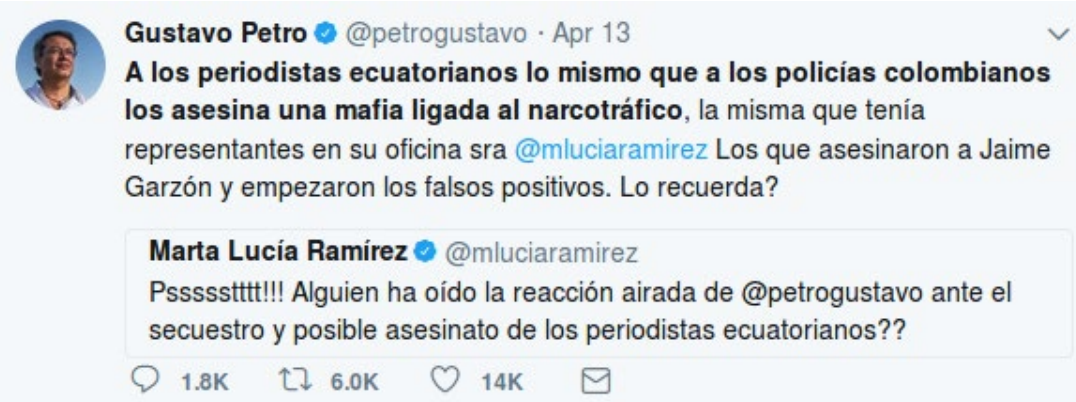 Gustavo Petro @petrogustavo · Apr 13
A los periodistas ecuatorianos lo mismo que a los policías colombianos
los asesina una mafia ligada al narcotráfico, la misma que tenía
representantes en su oficina sra @mluciaramirez Los que asesinaron a Jaime
Garzón y empezaron los falsos positivos. Lo recuerda?
Marta Lucía Ramírez @mluciaramirez
Psssssstttt!!! Alguien ha oído la reacción airada de @petrogustavo ante el
secuestro y posible asesinato de los periodistas ecuatorianos??
1.8K 6.0K 14K